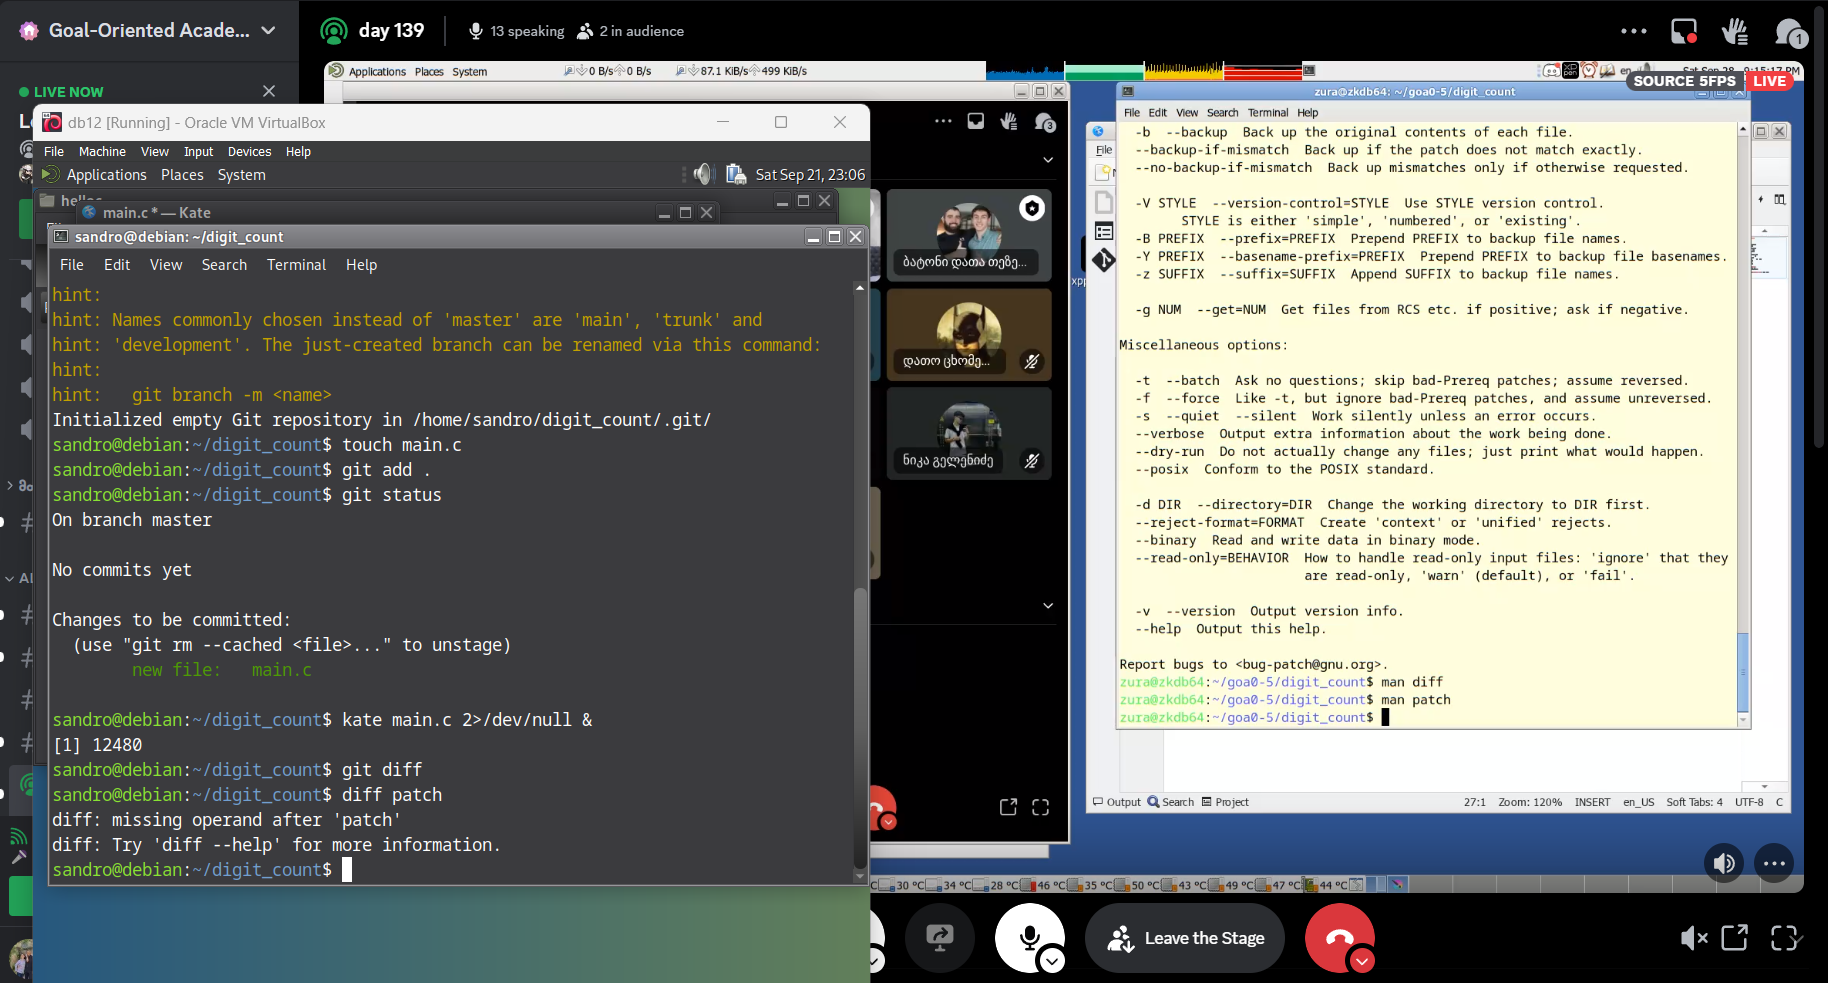 Goal-Oriented Acade...
day 139
13 speaking
2 in audience
1
LIVE NOW
db12 [Running] - Oracle VM VirtualBox
File Machine View Input Devices Help
Applications Places System
Sat Sep 21, 23:06
main.c * — Kate
sandro@debian: ~/digit_count
File Edit View Search Terminal Help
hint:
hint: Names commonly chosen instead of 'master' are 'main', 'trunk' and
hint: 'development'. The just-created branch can be renamed via this command:
hint:
hint:   git branch -m <name>
Initialized empty Git repository in /home/sandro/digit_count/.git/
sandro@debian:~/digit_count$ touch main.c
sandro@debian:~/digit_count$ git add .
sandro@debian:~/digit_count$ git status
On branch master
No commits yet
Changes to be committed:
(use "git rm --cached <file>..." to unstage)
new file:   main.c
sandro@debian:~/digit_count$ kate main.c 2>/dev/null &
[1] 12480
sandro@debian:~/digit_count$ git diff
sandro@debian:~/digit_count$ diff patch
diff: missing operand after 'patch'
diff: Try 'diff --help' for more information.
sandro@debian:~/digit_count$
Applications Places System
0 B/s 0 B/s
87.1 KiB/s 499 KiB/s
en
SOURCE 5FPS
LIVE
3
ბატონი დათა თეზე...
დათო ცხომე...
ნიკა გელენიძე
zura@zkdb64: ~/goa0-5/digit_count
File Edit View Search Terminal Help
-b  --backup  Back up the original contents of each file.
--backup-if-mismatch  Back up if the patch does not match exactly.
--no-backup-if-mismatch  Back up mismatches only if otherwise requested.
-V STYLE  --version-control=STYLE  Use STYLE version control.
STYLE is either 'simple', 'numbered', or 'existing'.
-B PREFIX  --prefix=PREFIX  Prepend PREFIX to backup file names.
-Y PREFIX  --basename-prefix=PREFIX  Prepend PREFIX to backup file basenames.
-z SUFFIX  --suffix=SUFFIX  Append SUFFIX to backup file names.
-g NUM  --get=NUM  Get files from RCS etc. if positive; ask if negative.
Miscellaneous options:
-t  --batch  Ask no questions; skip bad-Prereq patches; assume reversed.
-f  --force  Like -t, but ignore bad-Prereq patches, and assume unreversed.
-s  --quiet  --silent  Work silently unless an error occurs.
--verbose  Output extra information about the work being done.
--dry-run  Do not actually change any files; just print what would happen.
--posix  Conform to the POSIX standard.
-d DIR  --directory=DIR  Change the working directory to DIR first.
--reject-format=FORMAT  Create 'context' or 'unified' rejects.
--binary  Read and write data in binary mode.
--read-only=BEHAVIOR  How to handle read-only input files: 'ignore' that they
are read-only, 'warn' (default), or 'fail'.
-v  --version  Output version info.
--help  Output this help.
Report bugs to <bug-patch@gnu.org>.
zura@zkdb64:~/goa0-5/digit_count$ man diff
zura@zkdb64:~/goa0-5/digit_count$ man patch
zura@zkdb64:~/goa0-5/digit_count$
File
Output Search Project
27:1 Zoom: 120% INSERT en_US Soft Tabs: 4 UTF-8 C
30 °C 34 °C 28 °C 46 °C 35 °C 50 °C 43 °C 49 °C 47 °C 44 °C
Leave the Stage